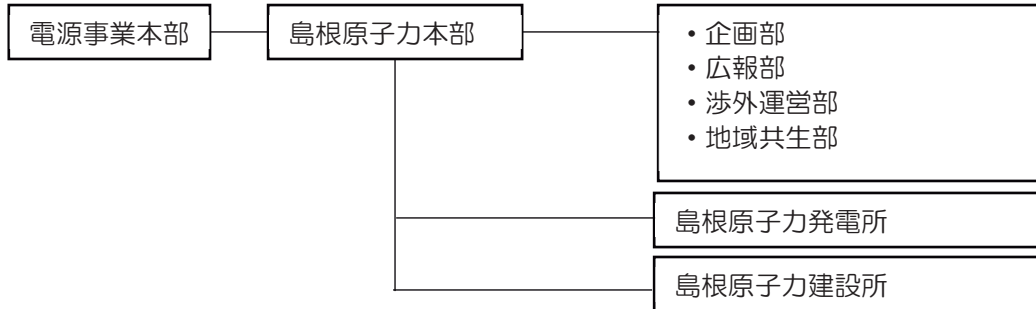 電源事業本部
島根原子力本部
・企画部
・広報部
・渉外運営部
・地域共生部
島根原子力発電所
島根原子力建設所